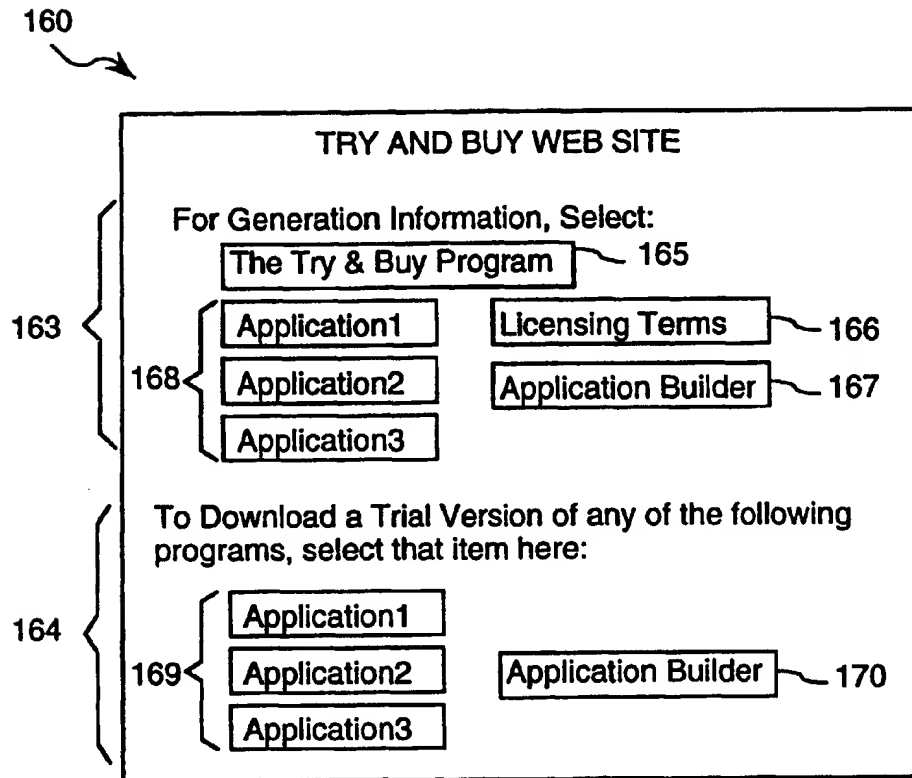 160
TRY AND BUY WEB SITE
163
For Generation Information, Select:
The Try & Buy Program 165
168
Application1 Licensing Terms 166
Application2 Application Builder 167
Application3
164
To Download a Trial Version of any of the following
programs, select that item here:
169
Application1
Application2 Application Builder 170
Application3